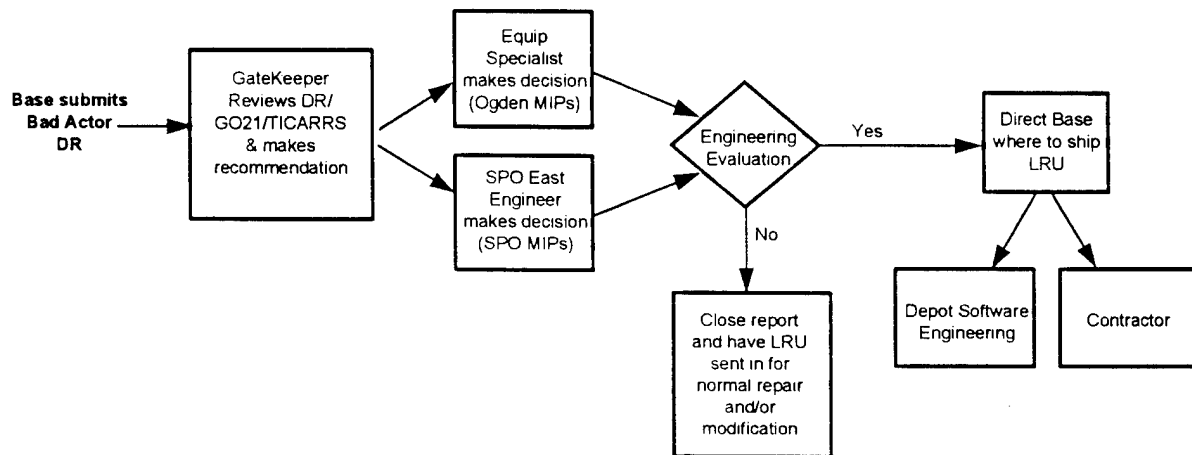 Base submits
Bad Actor
DR
GateKeeper
Reviews DR/
GO21/TICARRS
& makes
recommendation
Equip
Specialist
makes decision
(Ogden MIPs)
SPO East
Engineer
makes decision
(SPO MIPs)
Engineering
Evaluation
Yes
No
Direct Base
where to ship
LRU
Close report
and have LRU
sent in for
normal repair
and/or
modification
Depot Software
Engineering
Contractor